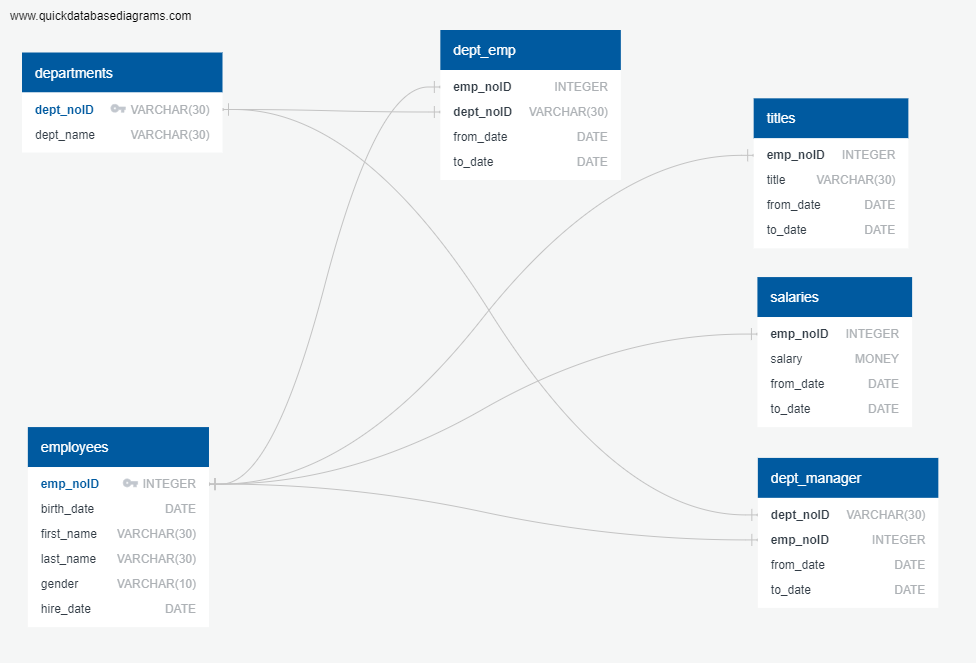 www.quickdatabasediagrams.com
departments
dept_noID VARCHAR(30)
dept_name VARCHAR(30)
dept_emp
emp_noID INTEGER
dept_noID VARCHAR(30)
from_date DATE
to_date DATE
titles
emp_noID INTEGER
title VARCHAR(30)
from_date DATE
to_date DATE
salaries
emp_noID INTEGER
salary MONEY
from_date DATE
to_date DATE
employees
emp_noID INTEGER
birth_date DATE
first_name VARCHAR(30)
last_name VARCHAR(30)
gender VARCHAR(10)
hire_date DATE
dept_manager
dept_noID VARCHAR(30)
emp_noID INTEGER
from_date DATE
to_date DATE